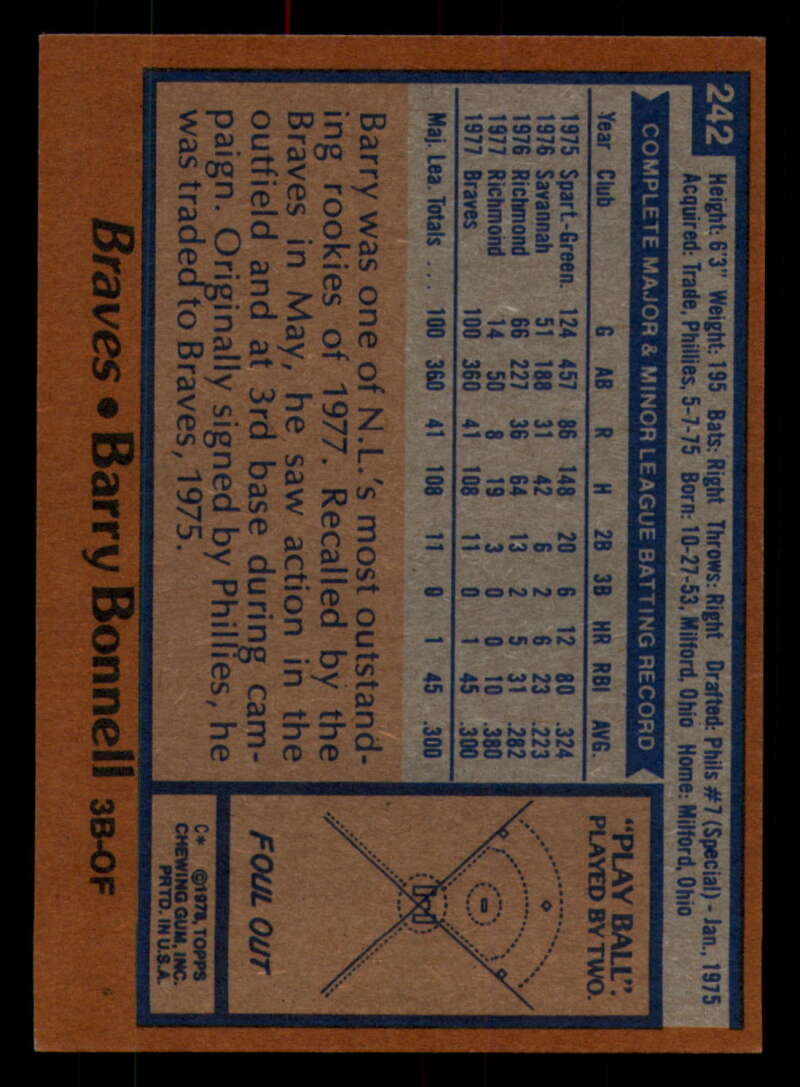 242
Height: 6'3" Weight: 195 Bats: Right Throws: Right Drafted: Phils #7 (Special) - Jan., 1975
Acquired: Trade, Phillies, 5-7-75 Born: 10-27-53, Milford, Ohio Home: Milford, Ohio
COMPLETE MAJOR & MINOR LEAGUE BATTING RECORD
Year Club G AB R H 2B 3B HR RBI AVG.
1975 Spart.-Green. 124 457 86 148 20 6 12 80 .324
1976 Savannah 51 188 31 42 6 2 6 23 .223
1976 Richmond 66 227 36 64 13 2 5 31 .282
1977 Richmond 14 50 8 19 3 0 0 10 .380
1977 Braves 100 360 41 108 11 0 1 45 .300
Maj. Lea. Totals ... 100 360 41 108 11 0 1 45 .300
Barry was one of N.L.'s most outstand-
ing rookies of 1977. Recalled by the
Braves in May, he saw action in the
outfield and at 3rd base during cam-
paign. Originally signed by Phillies, he
was traded to Braves, 1975.
"PLAY BALL".
PLAYED BY TWO.
FOUL OUT
C* ©1978, TOPPS
CHEWING GUM, INC.
PRTD. IN U.S.A.
Braves • Barry Bonnell 3B-OF